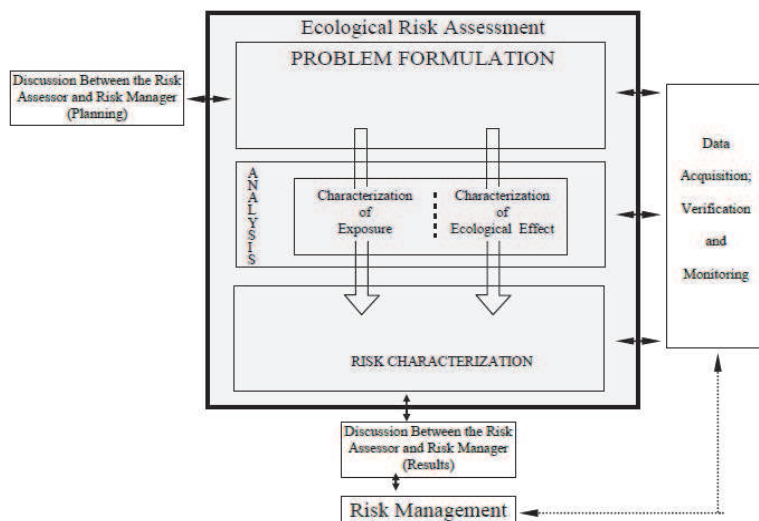 Ecological Risk Assessment
PROBLEM FORMULATION
Discussion Between the Risk
Assessor and Risk Manager
(Planning)
Data
Acquisition;
Verification
and
Monitoring
ANALYSIS
Characterization
of
Exposure
Characterization
of
Ecological Effect
RISK CHARACTERIZATION
Discussion Between the Risk
Assessor and Risk Manager
(Results)
Risk Management